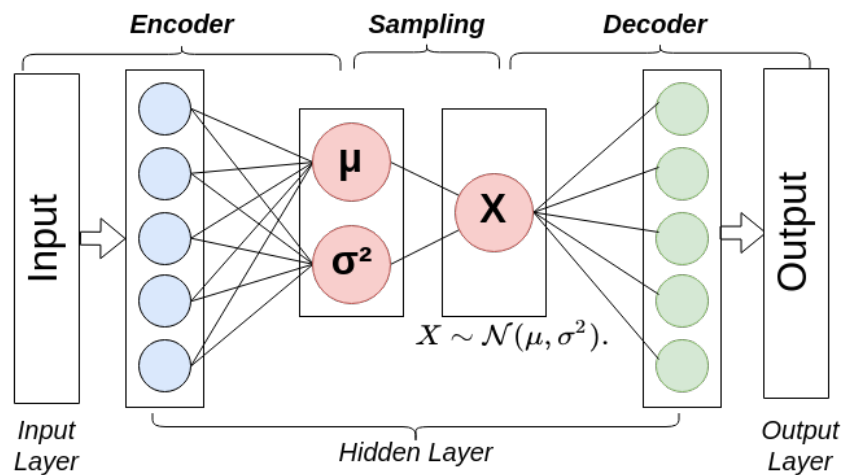 Encoder
Sampling
Decoder
Input
μ
σ²
X
Output
X ∼ 𝒩(μ, σ²).
Input
Layer
Hidden Layer
Output
Layer